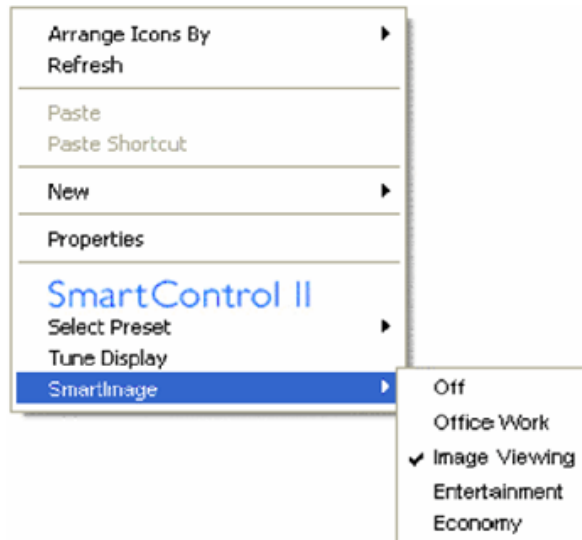 Arrange Icons By
Refresh
Paste
Paste Shortcut
New
Properties
SmartControl II
Select Preset
Tune Display
SmartImage
Off
Office Work
Image Viewing
Entertainment
Economy